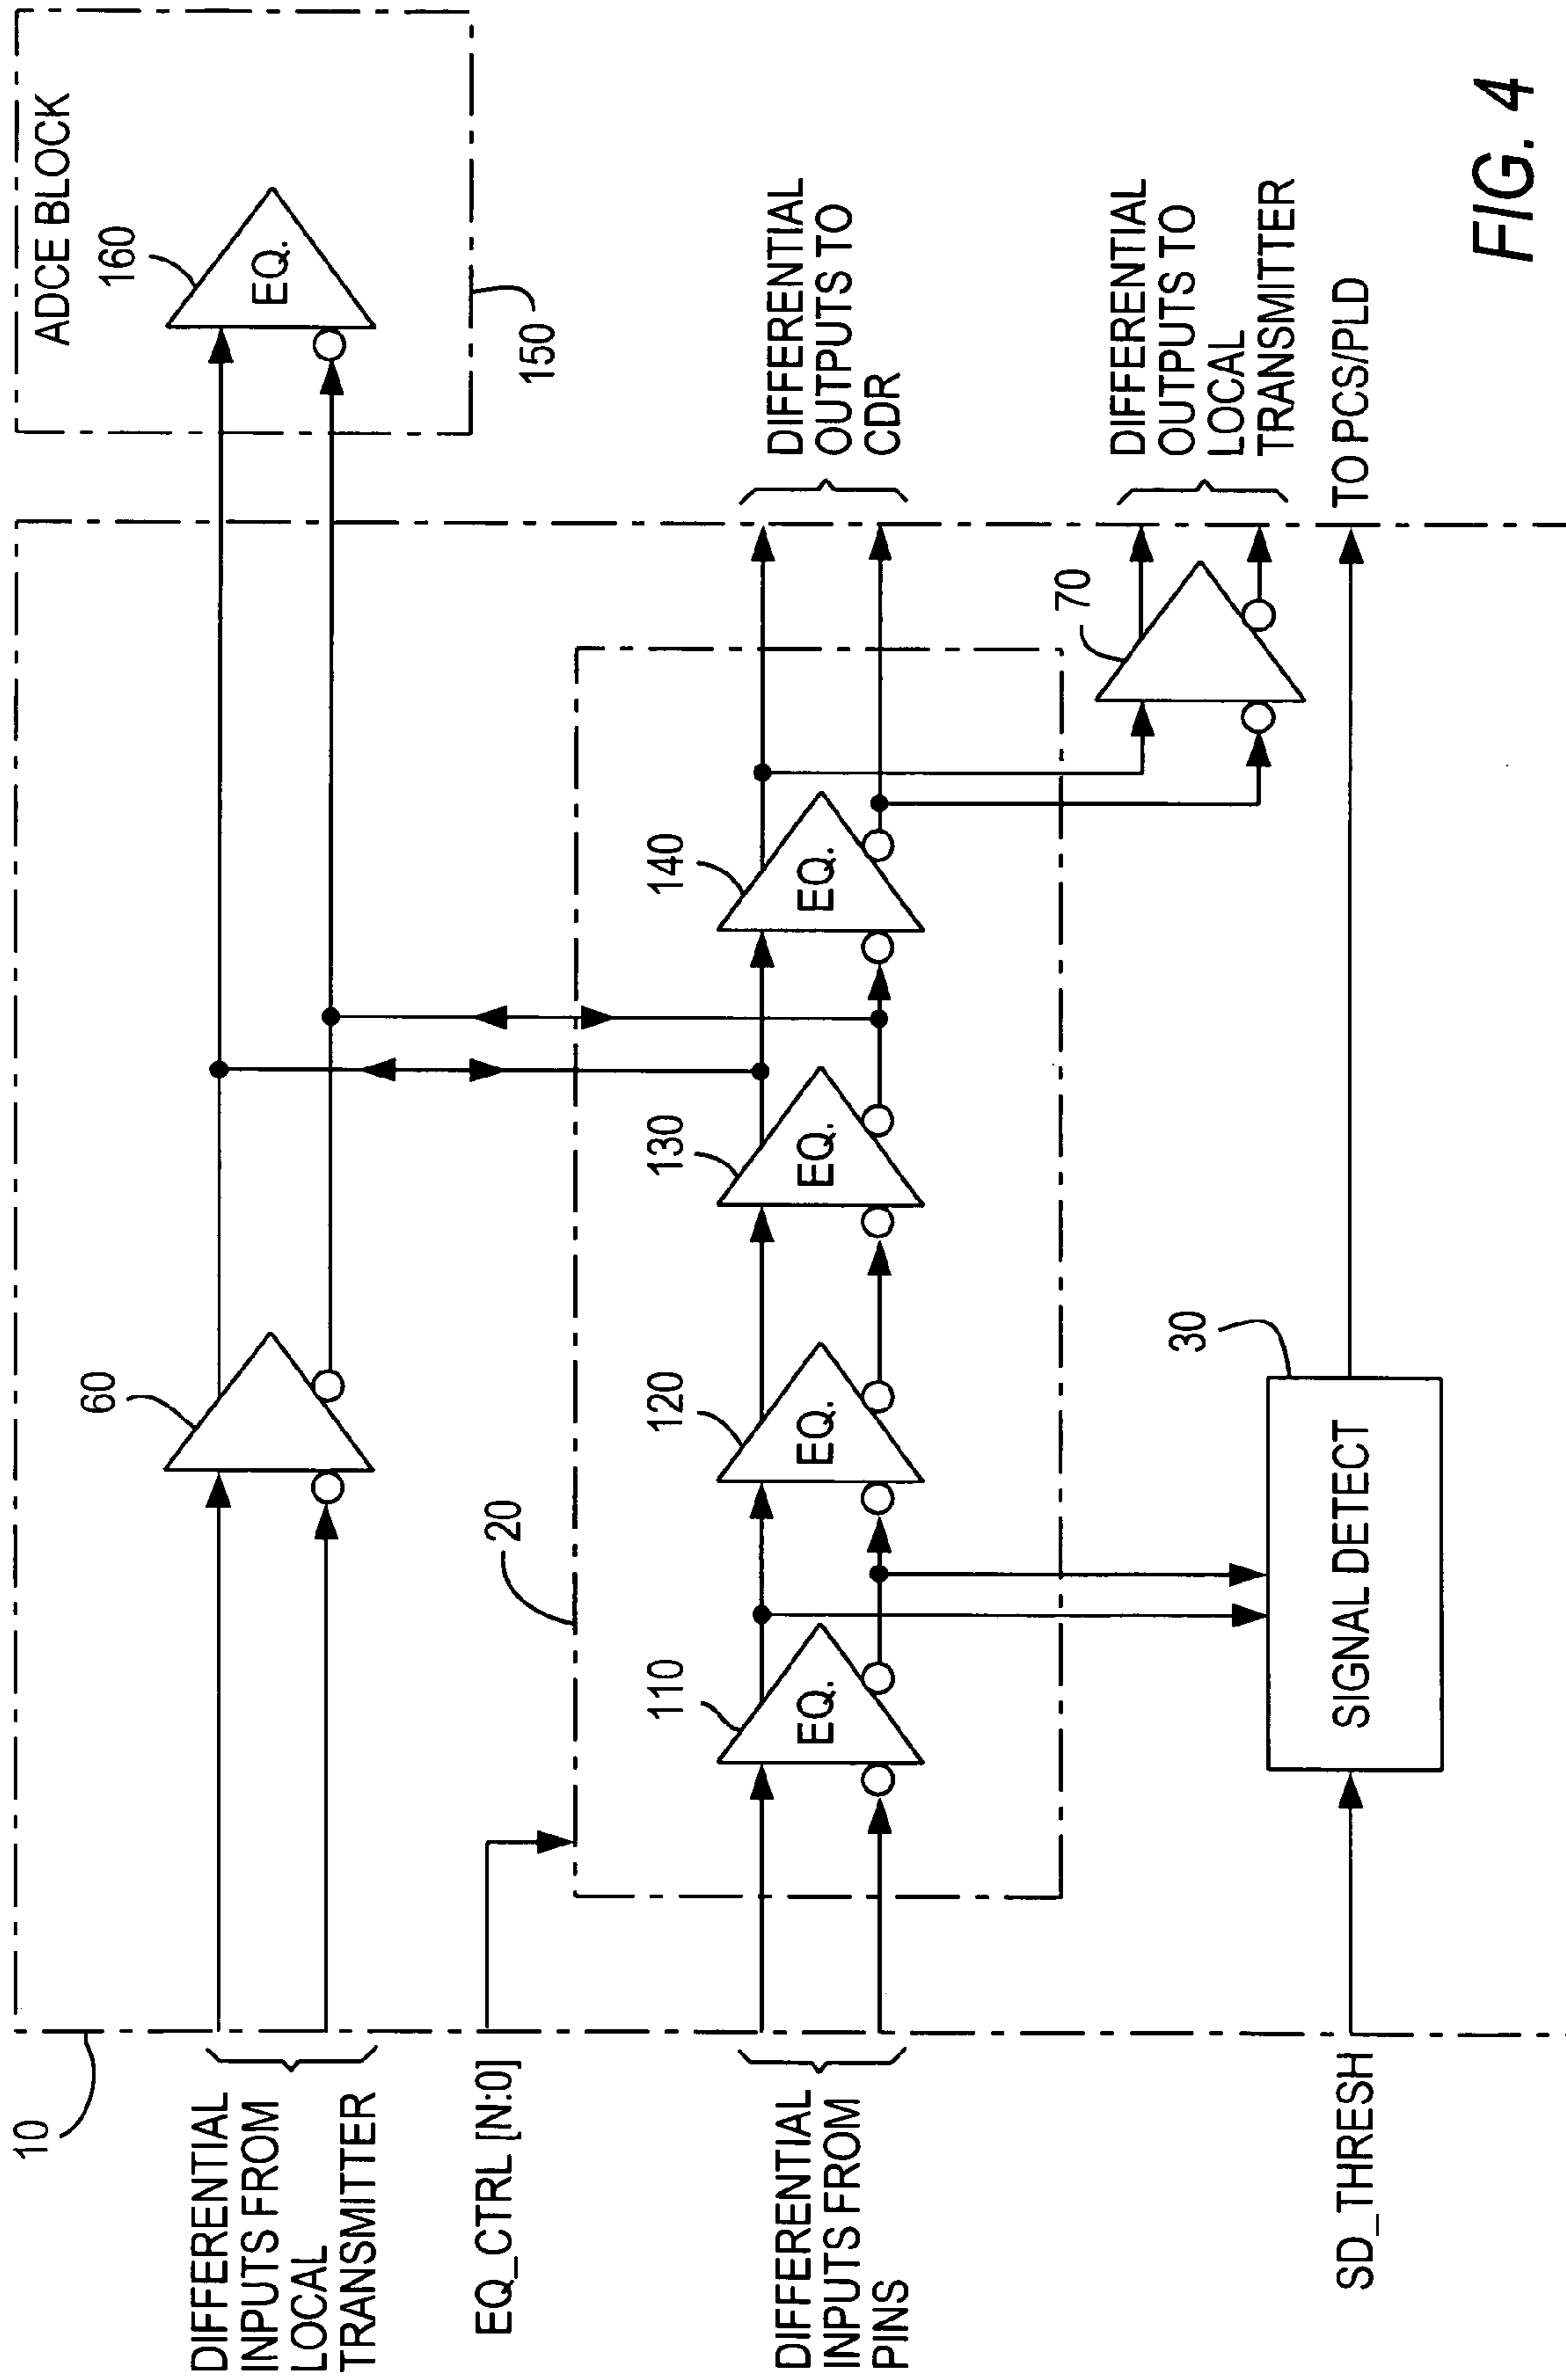 ADCE BLOCK
160
EQ.
150
10
60
DIFFERENTIAL
INPUTS FROM
LOCAL
TRANSMITTER
EQ_CTRL [N:0]
20
DIFFERENTIAL
INPUTS FROM
PINS
110
EQ.
120
EQ.
130
EQ.
140
EQ.
DIFFERENTIAL
OUTPUTS TO
CDR
70
DIFFERENTIAL
OUTPUTS TO
LOCAL
TRANSMITTER
SD_THRESH
SIGNAL DETECT
30
TO PCS/PLD
FIG. 4